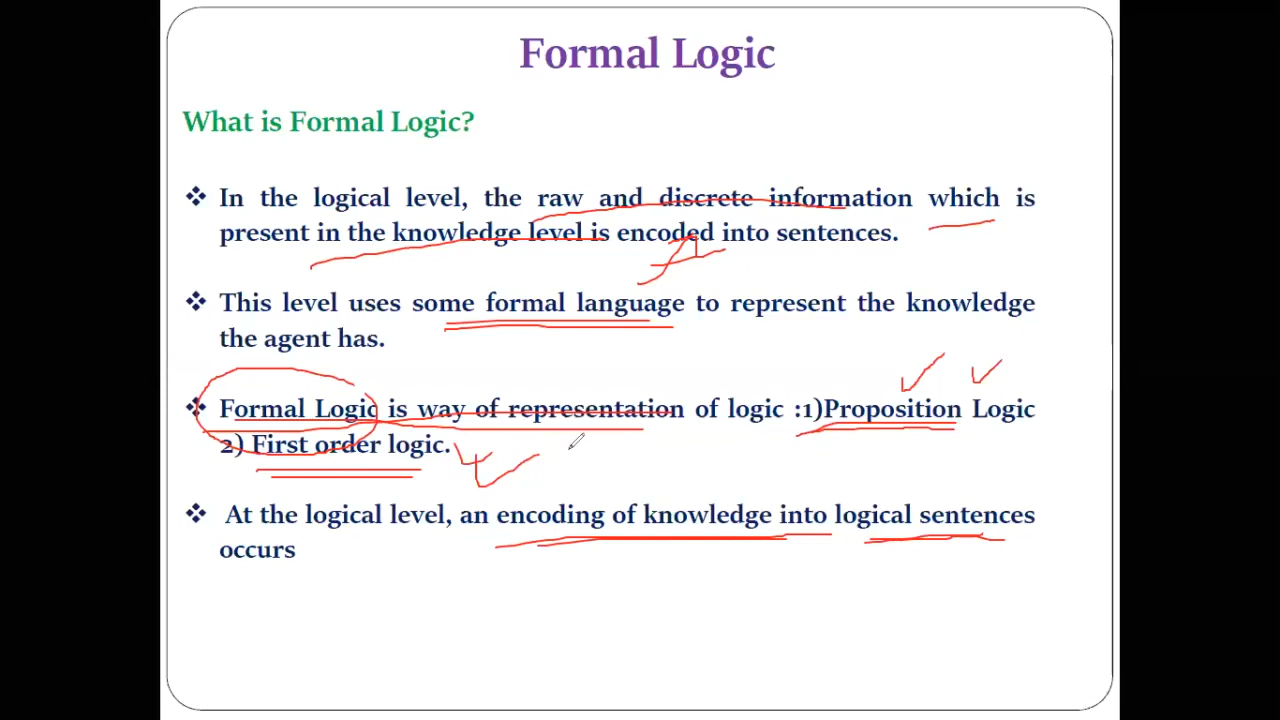 Formal Logic
What is Formal Logic?
❖ In the logical level, the raw and discrete information which is
present in the knowledge level is encoded into sentences.
❖ This level uses some formal language to represent the knowledge
the agent has.
❖ Formal Logic is way of representation of logic :1)Proposition Logic
2) First order logic.
❖ At the logical level, an encoding of knowledge into logical sentences
occurs